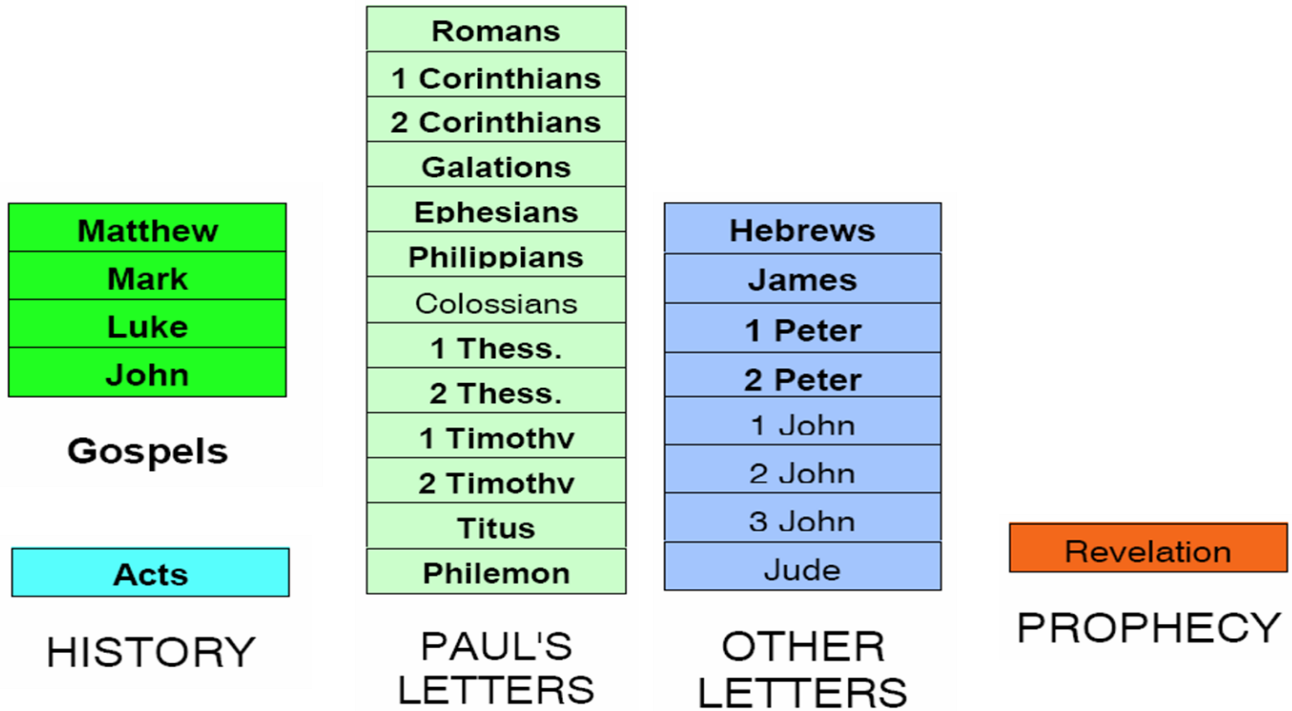 Matthew
Mark
Luke
John
Gospels
Acts
HISTORY
Romans
1 Corinthians
2 Corinthians
Galations
Ephesians
Philippians
Colossians
1 Thess.
2 Thess.
1 Timothy
2 Timothy
Titus
Philemon
PAUL'S
LETTERS
Hebrews
James
1 Peter
2 Peter
1 John
2 John
3 John
Jude
OTHER
LETTERS
Revelation
PROPHECY